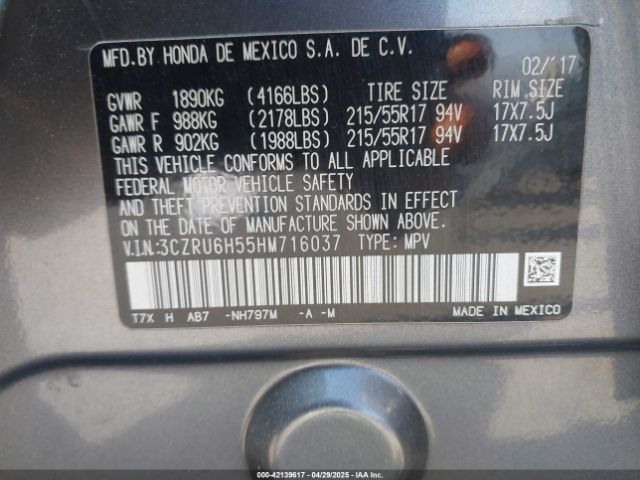 MFD.BY HONDA DE MEXICO S.A. DE C.V. 02/'17
GVWR 1890KG (4166LBS) TIRE SIZE RIM SIZE
GAWR F 988KG (2178LBS) 215/55R17 94V 17X7.5J
GAWR R 902KG (1988LBS) 215/55R17 94V 17X7.5J
THIS VEHICLE CONFORMS TO ALL APPLICABLE
FEDERAL MOTOR VEHICLE SAFETY
AND THEFT PREVENTION STANDARDS IN EFFECT
ON THE DATE OF MANUFACTURE SHOWN ABOVE.
V.I.N.:3CZRU6H55HM716037 TYPE: MPV
T7X H AB7 -NH797M -A -M MADE IN MEXICO
000-42139617 - 04/29/2025 - IAAI.COM